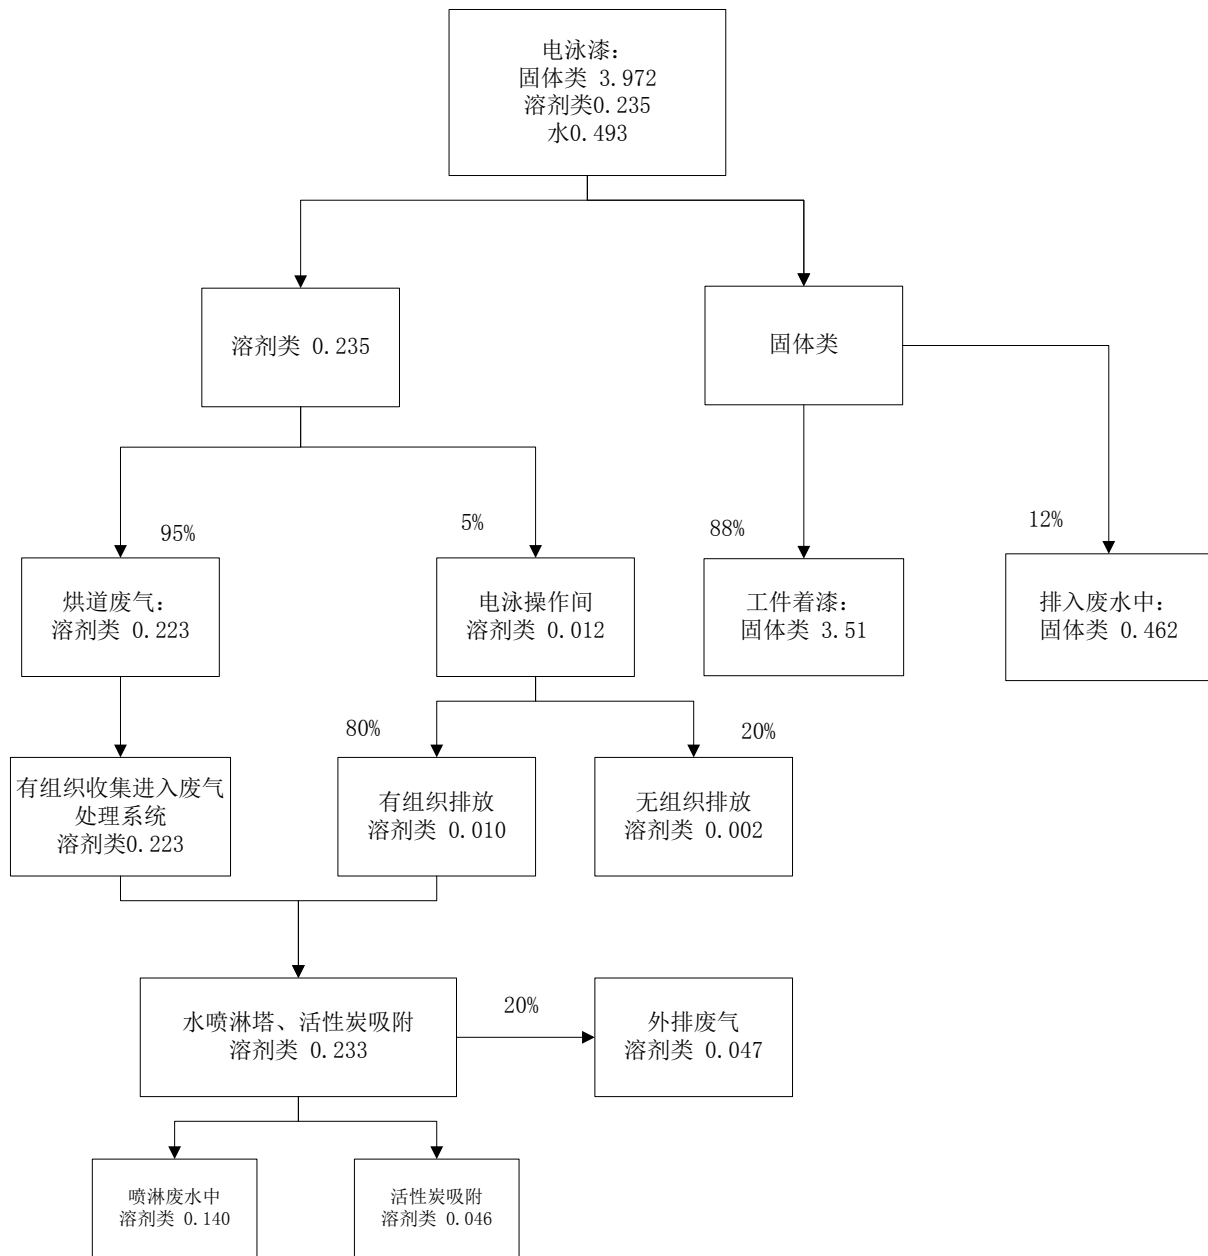 电泳漆：
固体类 3.972
溶剂类0.235
水0.493
溶剂类 0.235
固体类
95%
5%
88%
12%
烘道废气：
溶剂类 0.223
电泳操作间
溶剂类 0.012
工件着漆：
固体类 3.51
排入废水中：
固体类 0.462
80%
20%
有组织收集进入废气
处理系统
溶剂类0.223
有组织排放
溶剂类 0.010
无组织排放
溶剂类 0.002
水喷淋塔、活性炭吸附
溶剂类 0.233
20%
外排废气
溶剂类 0.047
喷淋废水中
溶剂类 0.140
活性炭吸附
溶剂类 0.046